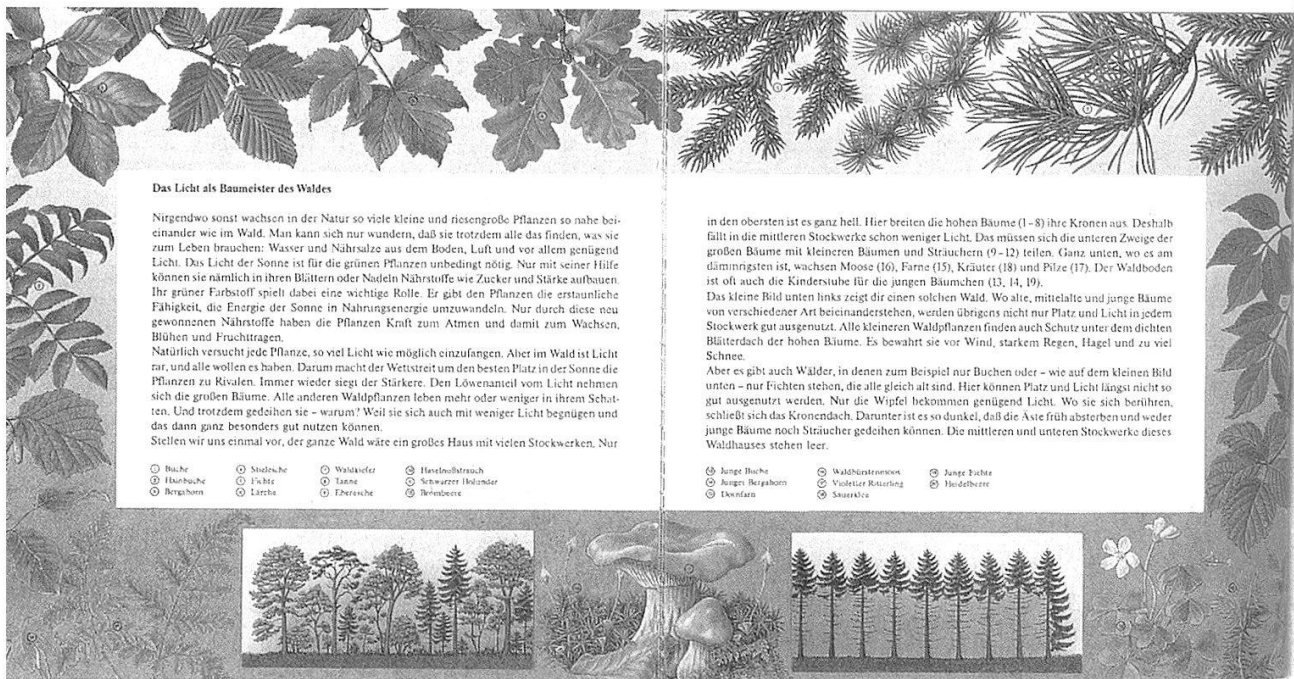 Das Licht als Baumeister des Waldes
Nirgendwo sonst wachsen in der Natur so viele kleine und riesengroße Pflanzen so nahe bei-
einander wie im Wald. Man kann sich nur wundern, daß sie trotzdem alle das finden, was sie
zum Leben brauchen: Wasser und Nährsalze aus dem Boden, Luft und vor allem genügend
Licht. Das Licht der Sonne ist für die grünen Pflanzen unbedingt nötig. Nur mit seiner Hilfe
können sie nämlich in ihren Blättern oder Nadeln Nährstoffe wie Zucker und Stärke aufbauen.
Ihr grüner Farbstoff spielt dabei eine wichtige Rolle. Er gibt den Pflanzen die erstaunliche
Fähigkeit, die Energie der Sonne in Nahrungsenergie umzuwandeln. Nur durch diese neu
gewonnenen Nährstoffe haben die Pflanzen Kraft zum Atmen und damit zum Wachsen,
Blühen und Fruchttragen.
Natürlich versucht jede Pflanze, so viel Licht wie möglich einzufangen. Aber im Wald ist Licht
rar, und alle wollen es haben. Darum macht der Wettstreit um den besten Platz in der Sonne die
Pflanzen zu Rivalen. Immer wieder siegt der Stärkere. Den Löwenanteil vom Licht nehmen
sich die großen Bäume. Alle anderen Waldpflanzen leben mehr oder weniger in ihrem Schat-
ten. Und trotzdem gedeihen sie – warum? Weil sie sich auch mit weniger Licht begnügen und
das dann ganz besonders gut nutzen können.
Stellen wir uns einmal vor, der ganze Wald wäre ein großes Haus mit vielen Stockwerken. Nur
① Buche ④ Stieleiche ⑦ Waldkiefer ⑩ Haselnußstrauch
② Hainbuche ⑤ Fichte ⑧ Tanne ⑪ Schwarzer Holunder
③ Bergahorn ⑥ Lärche ⑨ Eberesche ⑫ Brombeere
in den obersten ist es ganz hell. Hier breiten die hohen Bäume (1–8) ihre Kronen aus. Deshalb
fällt in die mittleren Stockwerke schon weniger Licht. Das müssen sich die unteren Zweige der
großen Bäume mit kleineren Bäumen und Sträuchern (9–12) teilen. Ganz unten, wo es am
dämmrigsten ist, wachsen Moose (16), Farne (15), Kräuter (18) und Pilze (17). Der Waldboden
ist oft auch die Kinderstube für die jungen Bäumchen (13, 14, 19).
Das kleine Bild unten links zeigt dir einen solchen Wald. Wo alte, mittelalte und junge Bäume
von verschiedener Art beieinanderstehen, werden übrigens nicht nur Platz und Licht in jedem
Stockwerk gut ausgenutzt. Alle kleineren Waldpflanzen finden auch Schutz unter dem dichten
Blätterdach der hohen Bäume. Es bewahrt sie vor Wind, starkem Regen, Hagel und zu viel
Schnee.
Aber es gibt auch Wälder, in denen zum Beispiel nur Buchen oder – wie auf dem kleinen Bild
unten – nur Fichten stehen, die alle gleich alt sind. Hier können Platz und Licht längst nicht so
gut ausgenutzt werden. Nur die Wipfel bekommen genügend Licht. Wo sie sich berühren,
schließt sich das Kronendach. Darunter ist es so dunkel, daß die Äste früh absterben und weder
junge Bäume noch Sträucher gedeihen können. Die mittleren und unteren Stockwerke dieses
Waldhauses stehen leer.
⑬ Junge Buche ⑯ Waldbürstenmoos ⑲ Junge Fichte
⑭ Junger Bergahorn ⑰ Violetter Ritterling ⑳ Heidelbeere
⑮ Dornfarn ⑱ Sauerklee